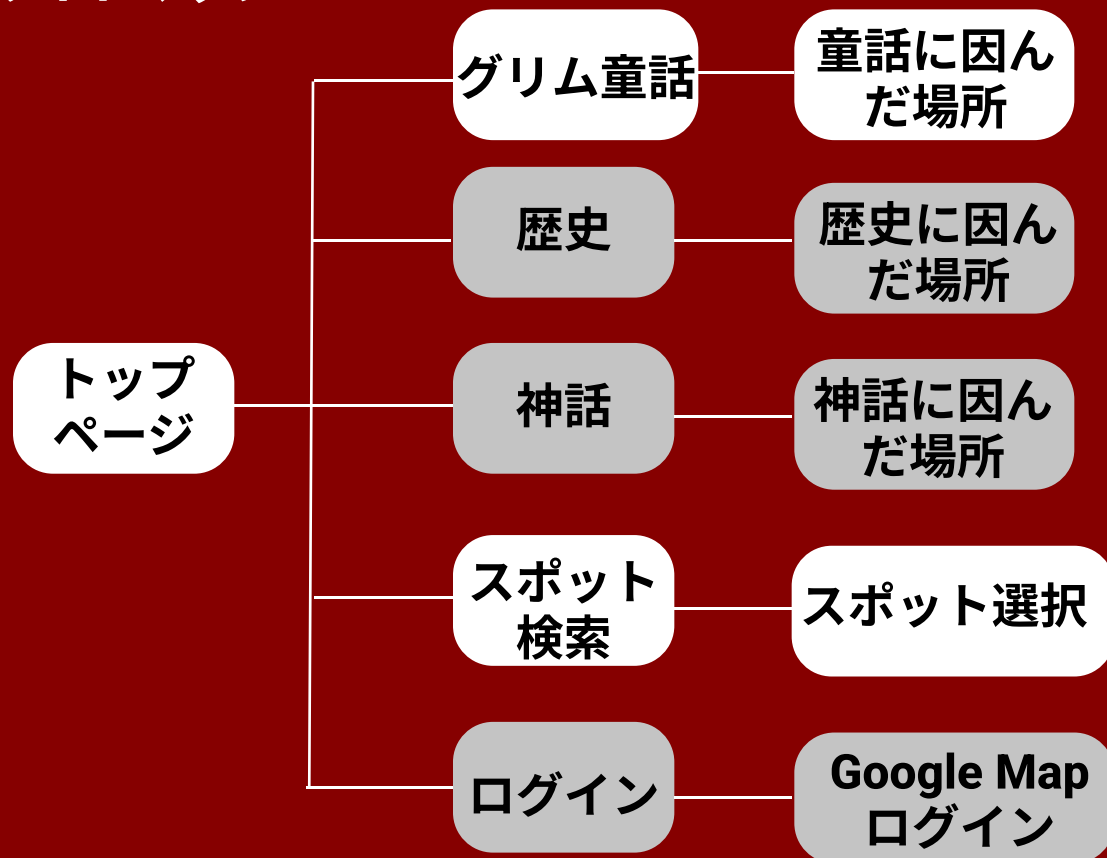 グリム童話
童話に因ん
だ場所
歴史
歴史に因ん
だ場所
トップ
ページ
神話
神話に因ん
だ場所
スポット
検索
スポット選択
ログイン
Google Map
ログイン